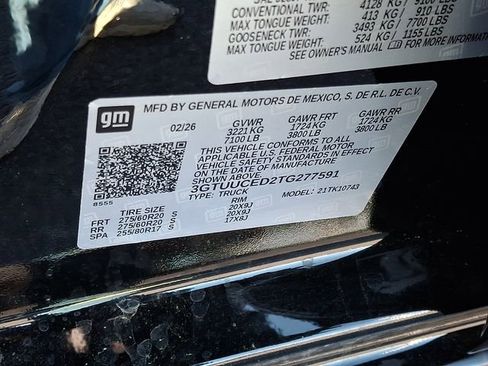 4128 KG / 9100 LBS
CONVENTIONAL TWR: 413 KG / 910 LBS
MAX TONGUE WEIGHT: 3493 KG / 7700 LBS
GOOSENECK TWR: 524 KG / 1155 LBS
MAX TONGUE WEIGHT:
SEE OWNER'S MANUAL FOR MORE INFORMATION
gm
MFD BY GENERAL MOTORS DE MEXICO, S. DE R.L. DE C.V.
02/26 GVWR GAWR FRT GAWR RR
3221 KG 1724 KG 1724 KG
7100 LB 3800 LB 3800 LB
THIS VEHICLE CONFORMS TO ALL
APPLICABLE U.S. FEDERAL MOTOR
VEHICLE SAFETY STANDARDS IN EFFECT
ON THE DATE OF MANUFACTURE SHOWN ABOVE.
3GTUUCED2TG277591
8555 TYPE: TRUCK MODEL: 21TK10743
TIRE SIZE RIM
FRT 275/60R20 S 20X9J
RR 275/60R20 S 20X9J
SPA 255/80R17 S 17X8J